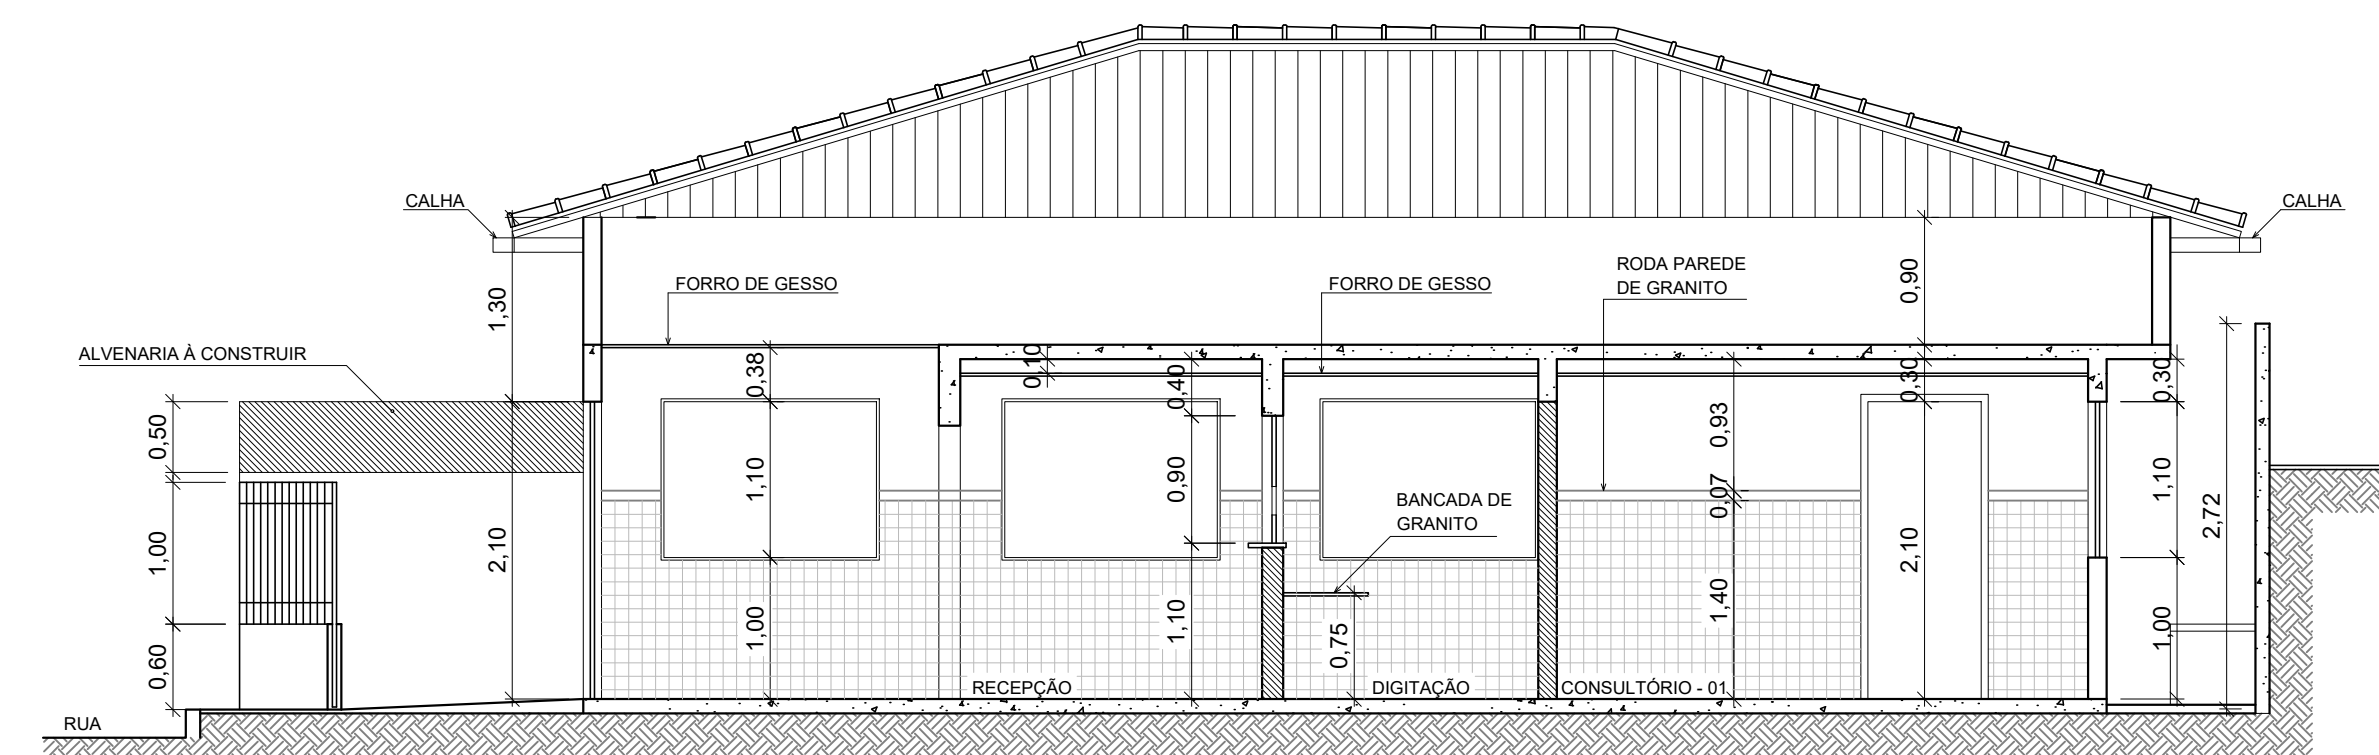 CALHA
CALHA
FORRO DE GESSO
FORRO DE GESSO
RODA PAREDE
DE GRANITO
ALVENARIA À CONSTRUIR
BANCADA DE
GRANITO
1,30
0,90
0,38
0,10
0,40
0,30
0,30
0,50
1,10
0,90
0,93
0,07
1,10
2,72
1,00
2,10
1,00
1,10
0,75
1,40
2,10
1,00
0,60
RECEPÇÃO
DIGITAÇÃO
CONSULTÓRIO - 01
RUA